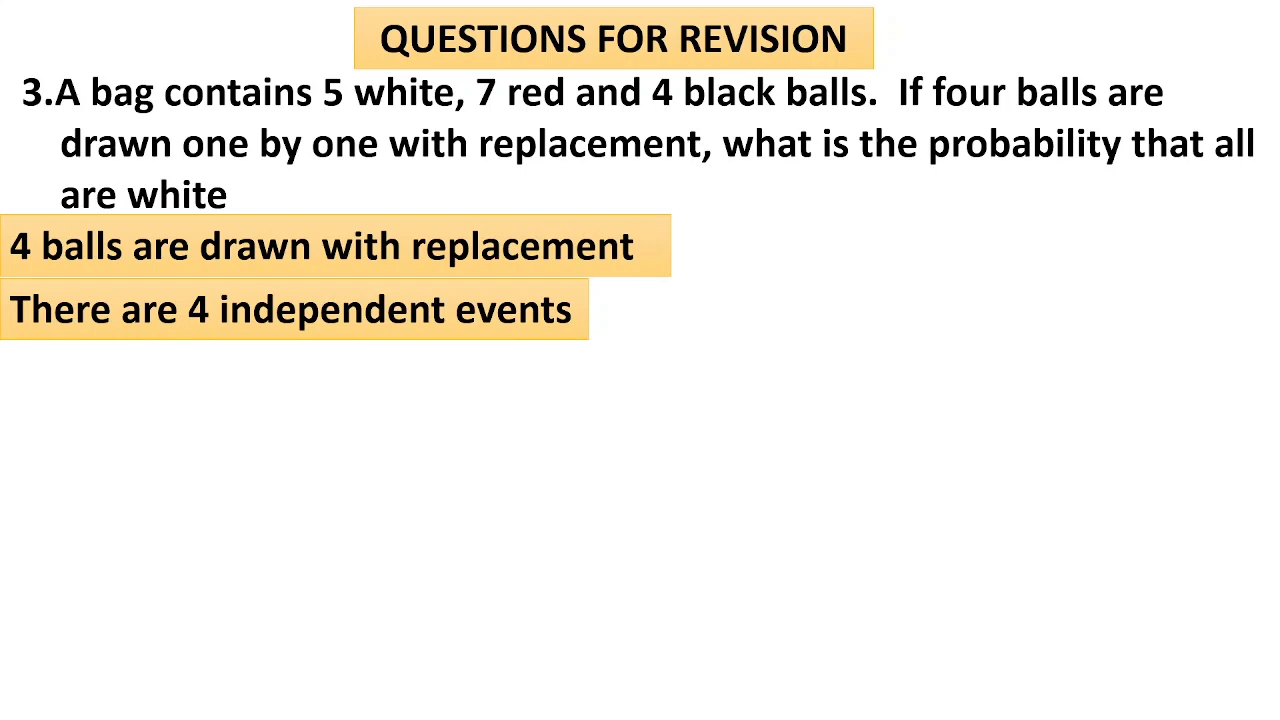 QUESTIONS FOR REVISION
3.A bag contains 5 white, 7 red and 4 black balls.  If four balls are
drawn one by one with replacement, what is the probability that all
are white
4 balls are drawn with replacement
There are 4 independent events